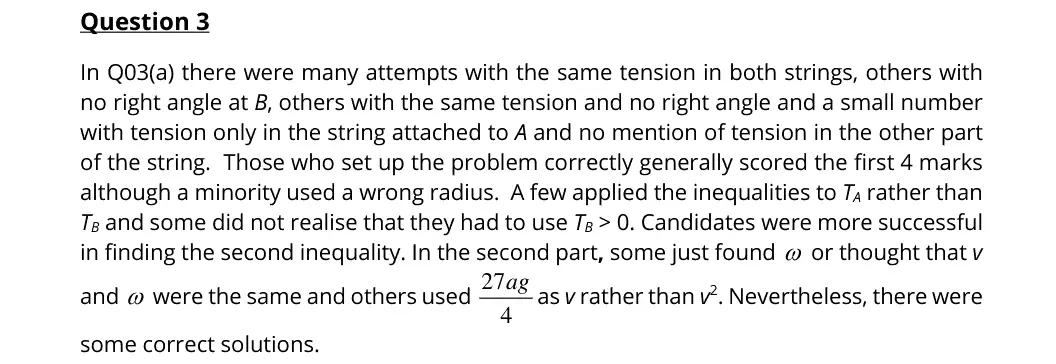 Question 3
In Q03(a) there were many attempts with the same tension in both strings, others with
no right angle at B, others with the same tension and no right angle and a small number
with tension only in the string attached to A and no mention of tension in the other part
of the string.  Those who set up the problem correctly generally scored the first 4 marks
although a minority used a wrong radius.  A few applied the inequalities to T_A rather than
T_B and some did not realise that they had to use T_B > 0. Candidates were more successful
in finding the second inequality. In the second part, some just found ω or thought that v
and ω were the same and others used 27ag/4 as v rather than v². Nevertheless, there were
some correct solutions.